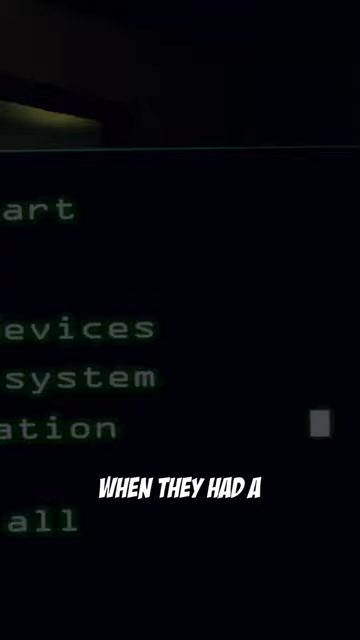 art
evices
system
ation
WHEN THEY HAD A
all